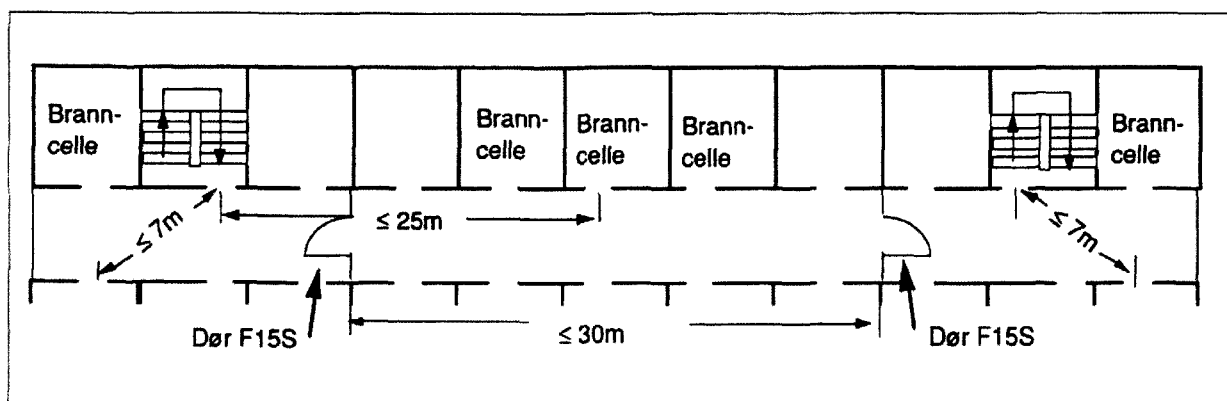 Brann-
celle
Brann-
celle
Brann-
celle
Brann-
celle
Brann-
celle
≤ 7m
≤ 25m
≤ 7m
Dør F15S
≤ 30m
Dør F15S